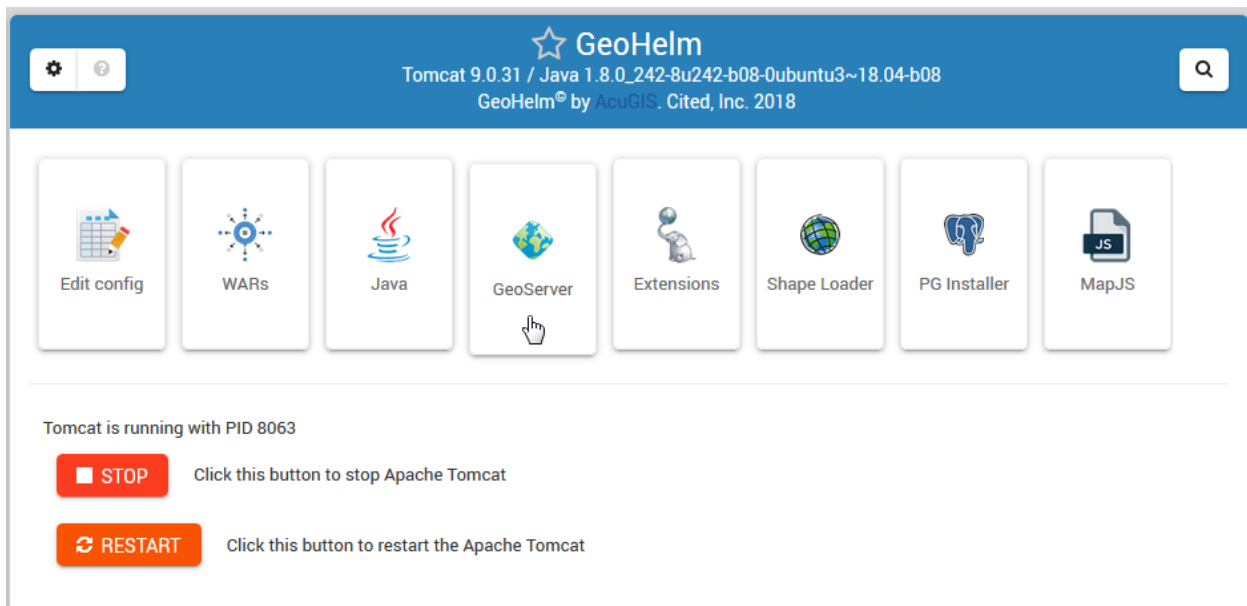 GeoHelm
Tomcat 9.0.31 / Java 1.8.0_242-8u242-b08-0ubuntu3~18.04-b08
GeoHelm© by AcuGIS. Cited, Inc. 2018
Edit config
WARs
Java
GeoServer
Extensions
Shape Loader
PG Installer
JS
MapJS
Tomcat is running with PID 8063
STOP
Click this button to stop Apache Tomcat
RESTART
Click this button to restart the Apache Tomcat